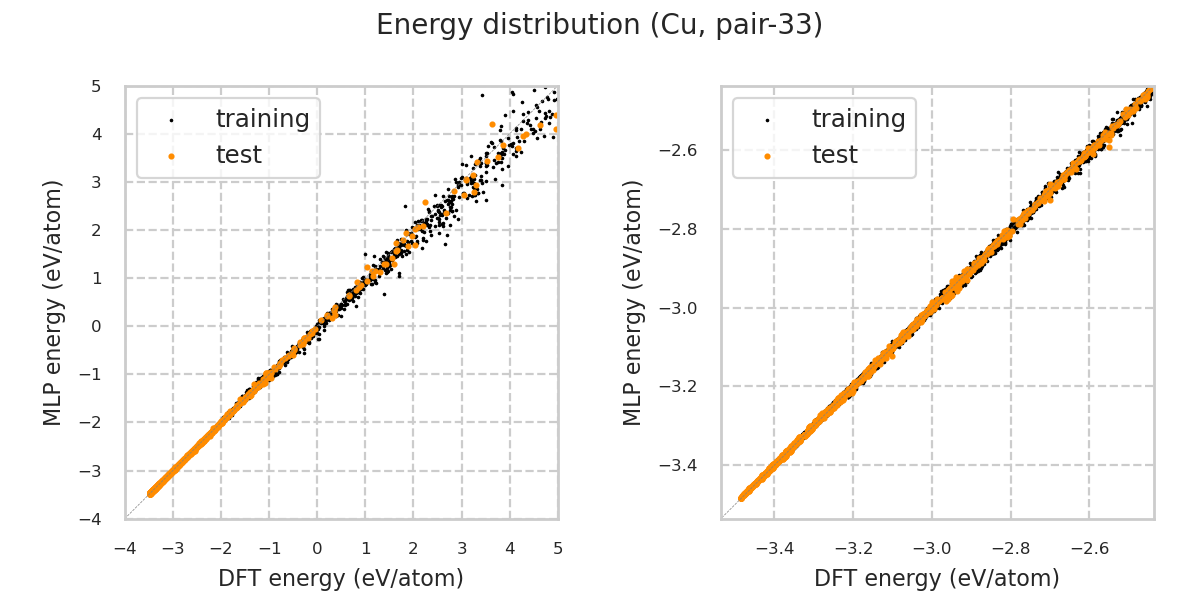 Energy distribution (Cu, pair-33)
training
test
5
4
3
2
1
0
−1
−2
−3
−4
−4 −3 −2 −1 0 1 2 3 4 5
MLP energy (eV/atom)
DFT energy (eV/atom)
training
test
−2.6
−2.8
−3.0
−3.2
−3.4
−3.4 −3.2 −3.0 −2.8 −2.6
MLP energy (eV/atom)
DFT energy (eV/atom)